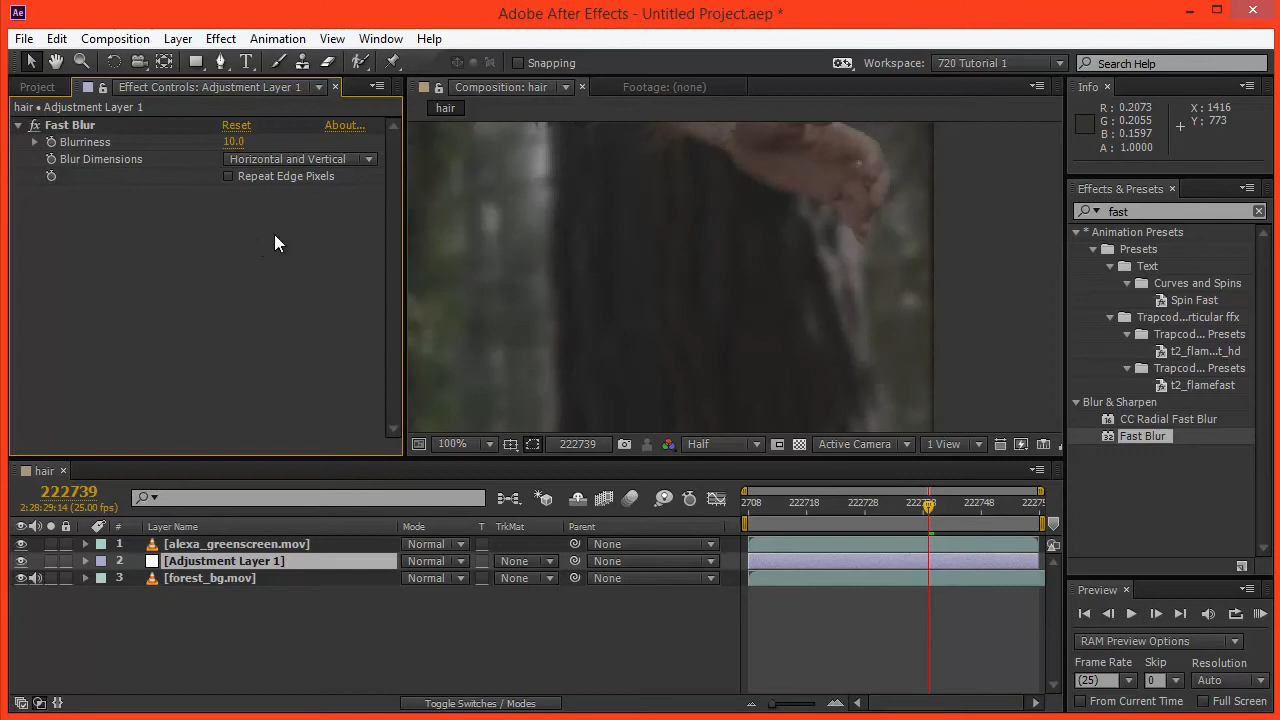 Ae
Adobe After Effects - Untitled Project.aep *
File Edit Composition Layer Effect Animation View Window Help
Snapping
Workspace: 720 Tutorial 1
Search Help
Project
Effect Controls: Adjustment Layer 1
Composition: hair
Footage: (none)
Info
hair • Adjustment Layer 1
hair
R: 0.2073
G: 0.2055
B: 0.1597
A: 1.0000
X: 1416
Y: 773
fx Fast Blur Reset About...
Blurriness 10.0
Blur Dimensions Horizontal and Vertical
Repeat Edge Pixels
Effects & Presets
fast
* Animation Presets
Presets
Text
Curves and Spins
Spin Fast
Trapcod...rticular ffx
Trapcod... Presets
t2_flam...t_hd
Trapcod... Presets
t2_flamefast
Blur & Sharpen
CC Radial Fast Blur
Fast Blur
100% 222739 Half Active Camera 1 View
hair
222739
2:28:29:14 (25.00 fps)
2708 222718 222728 222748
# Layer Name Mode T TrkMat Parent
1 [alexa_greenscreen.mov] Normal None
2 [Adjustment Layer 1] Normal None None
3 [forest_bg.mov] Normal None None
Toggle Switches / Modes
Preview
RAM Preview Options
Frame Rate Skip Resolution
(25) 0 Auto
From Current Time Full Screen